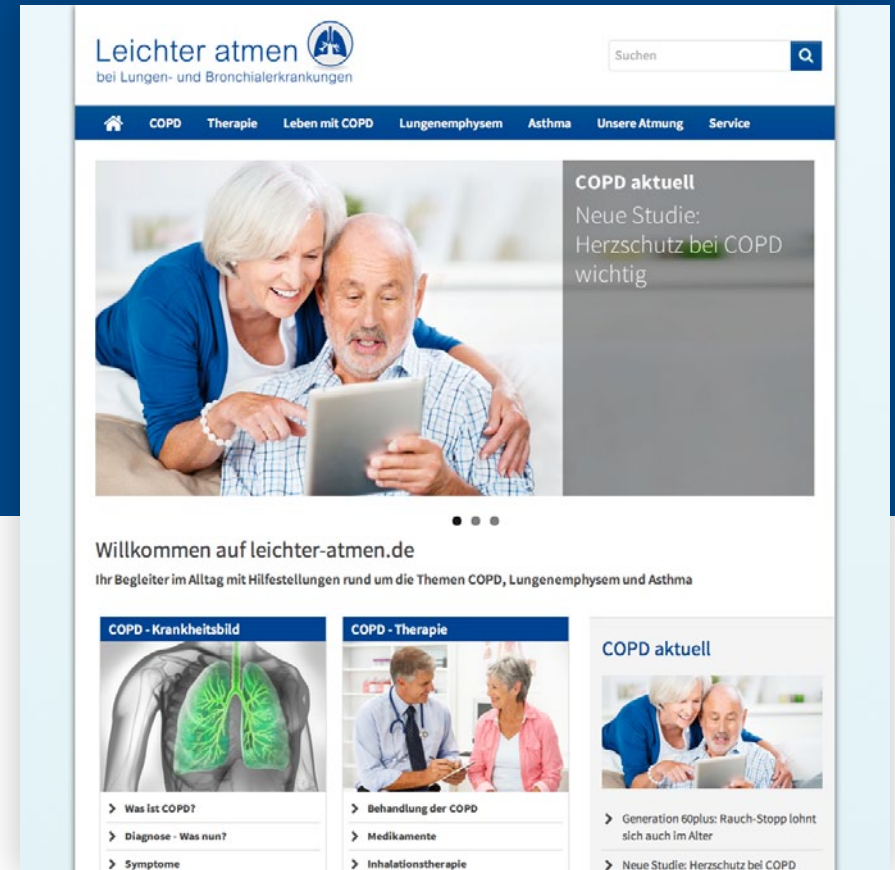 Leichter atmen
bei Lungen- und Bronchialerkrankungen
Suchen
COPD Therapie Leben mit COPD Lungenemphysem Asthma Unsere Atmung Service
COPD aktuell
Neue Studie:
Herzschutz bei COPD
wichtig
Willkommen auf leichter-atmen.de
Ihr Begleiter im Alltag mit Hilfestellungen rund um die Themen COPD, Lungenemphysem und Asthma
COPD - Krankheitsbild
Was ist COPD?
Diagnose - Was nun?
Symptome
COPD - Therapie
Behandlung der COPD
Medikamente
Inhalationstherapie
COPD aktuell
Generation 60plus: Rauch-Stopp lohnt
sich auch im Alter
Neue Studie: Herzschutz bei COPD